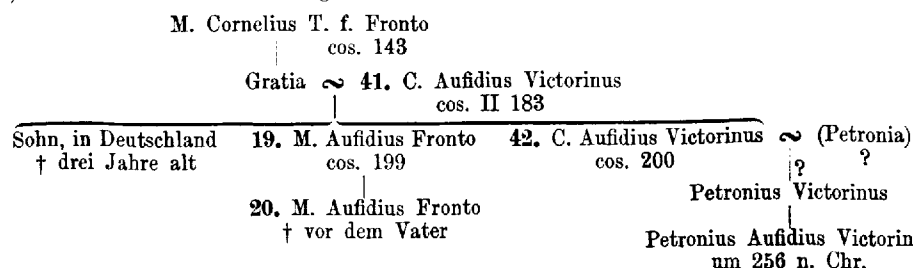 M. Cornelius T. f. Fronto
cos. 143
Gratia ∾ 41. C. Aufidius Victorinus
cos. II 183
Sohn, in Deutschland 19. M. Aufidius Fronto 42. C. Aufidius Victorinus ∾ (Petronia)
† drei Jahre alt cos. 199 cos. 200 ?
?
20. M. Aufidius Fronto Petronius Victorinus
† vor dem Vater
Petronius Aufidius Victorin
um 256 n. Chr.